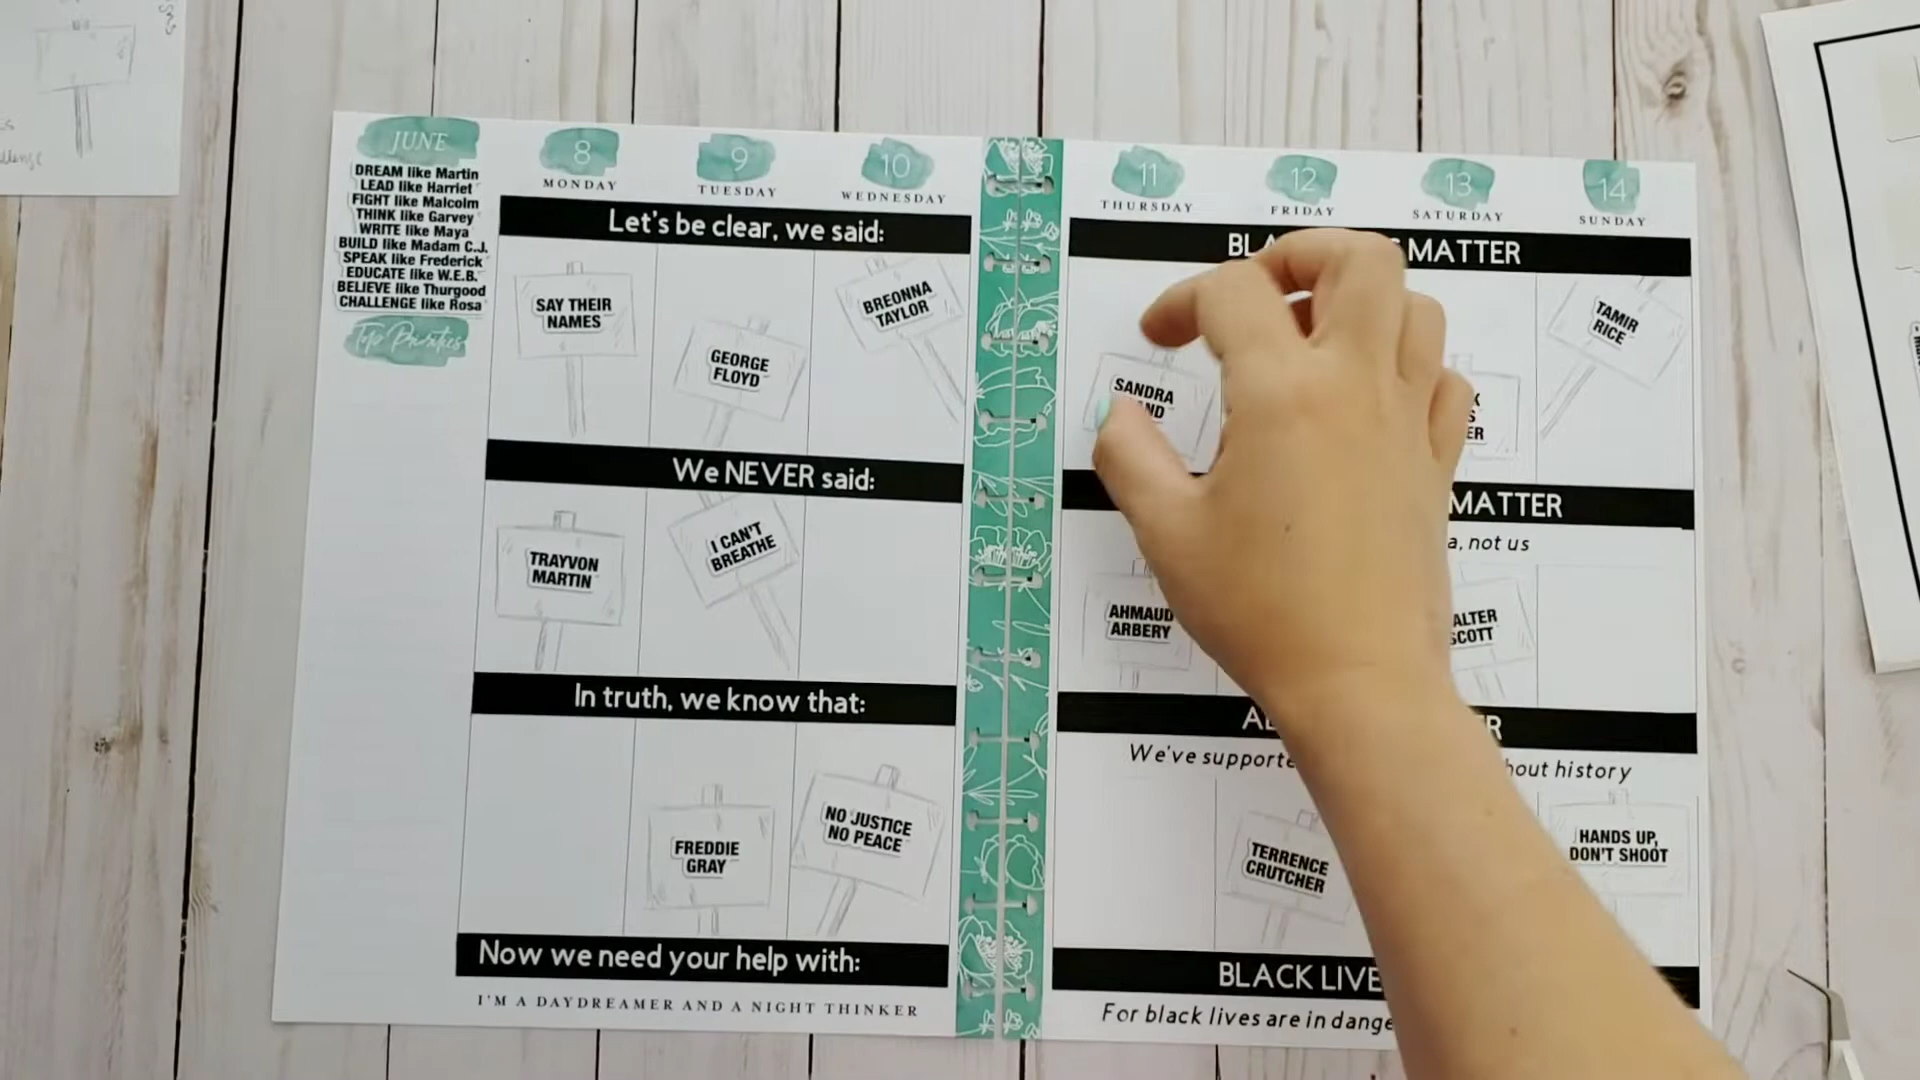 JUNE
DREAM like Martin
LEAD like Harriet
FIGHT like Malcolm
THINK like Garvey
WRITE like Maya
BUILD like Madam C.J.
SPEAK like Frederick
EDUCATE like W.E.B.
BELIEVE like Thurgood
CHALLENGE like Rosa
Top Priorities
8
MONDAY
9
TUESDAY
10
WEDNESDAY
Let's be clear, we said:
SAY THEIR
NAMES
GEORGE
FLOYD
BREONNA
TAYLOR
We NEVER said:
TRAYVON
MARTIN
I CAN'T
BREATHE
In truth, we know that:
FREDDIE
GRAY
NO JUSTICE
NO PEACE
Now we need your help with:
I'M A DAYDREAMER AND A NIGHT THINKER
11
THURSDAY
12
FRIDAY
13
SATURDAY
14
SUNDAY
MATTER
SANDRA
TAMIR
RICE
MATTER
not us
AHMAUD
ARBERY
We've
history
TERRENCE
CRUTCHER
HANDS UP,
DON'T SHOOT
BLACK
For black lives are in